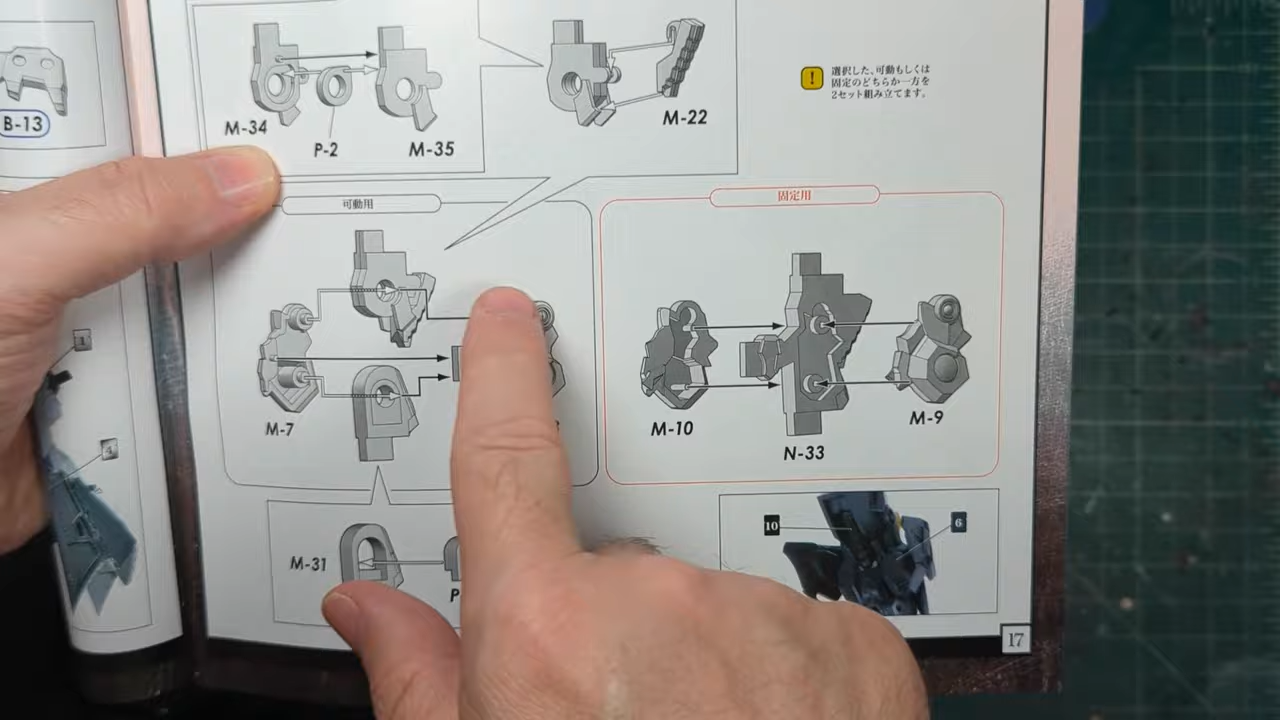 B-13
M-34
P-2
M-35
M-22
!
選択した、可動もしくは
固定のどちらか一方を
2セット組み立てます。
可動用
固定用
M-7
M-10
N-33
M-9
1
4
M-31
P
10
6
17